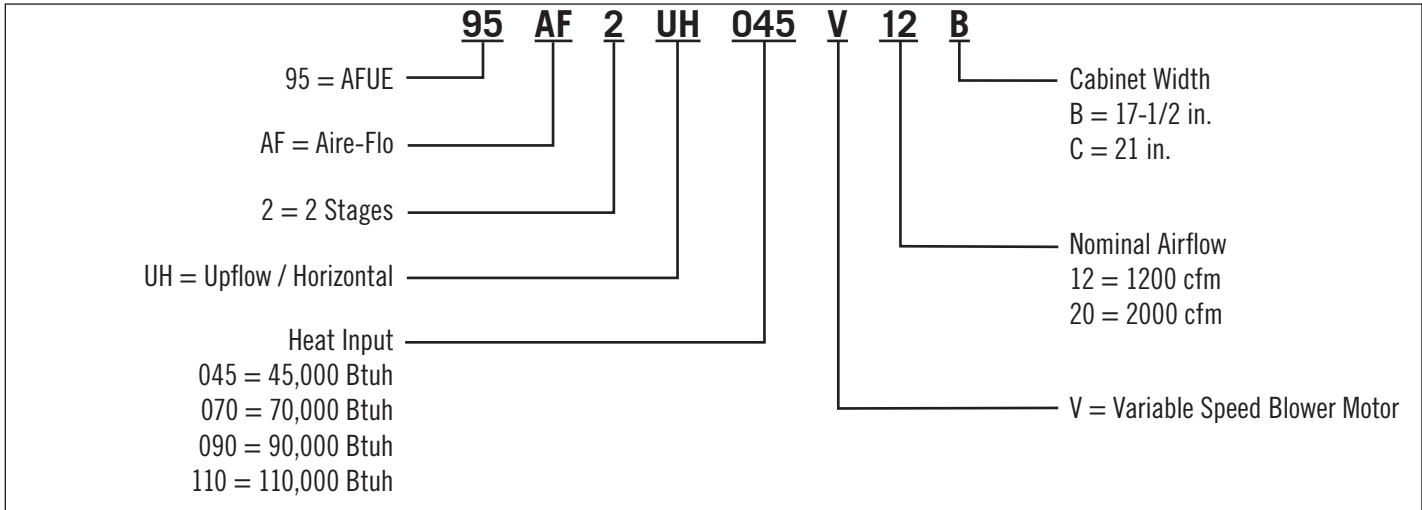 95 AF 2 UH 045 V 12 B
95 = AFUE
AF = Aire-Flo
2 = 2 Stages
UH = Upflow / Horizontal
Heat Input
045 = 45,000 Btuh
070 = 70,000 Btuh
090 = 90,000 Btuh
110 = 110,000 Btuh
Cabinet Width
B = 17-1/2 in.
C = 21 in.
Nominal Airflow
12 = 1200 cfm
20 = 2000 cfm
V = Variable Speed Blower Motor